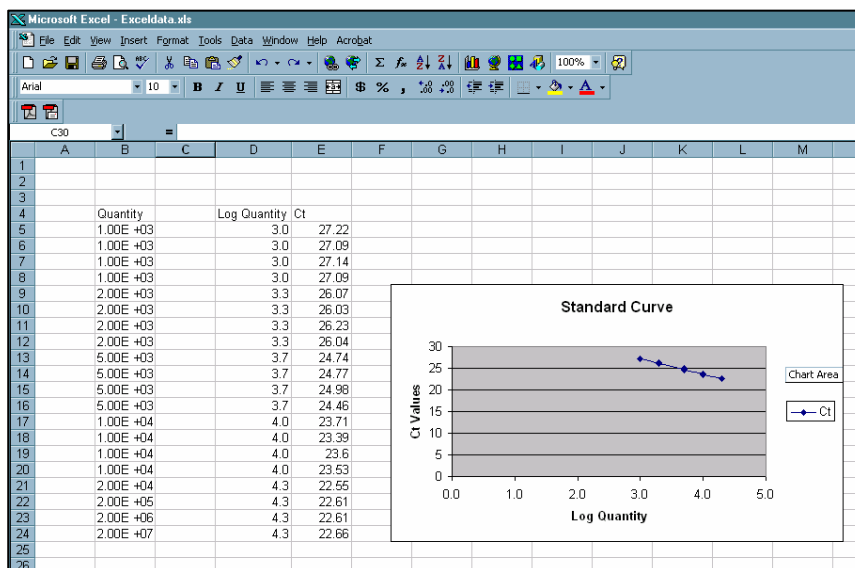 Microsoft Excel - Exceldata.xls
File Edit View Insert Format Tools Data Window Help Acrobat
100%
Arial 10 B I U $ % ,
C30 =
A B C D E F G H I J K L M
1
2
3
4 Quantity Log Quantity Ct
5 1.00E +03 3.0 27.22
6 1.00E +03 3.0 27.09
7 1.00E +03 3.0 27.14
8 1.00E +03 3.0 27.09
9 2.00E +03 3.3 26.07
10 2.00E +03 3.3 26.03
11 2.00E +03 3.3 26.23
12 2.00E +03 3.3 26.04
13 5.00E +03 3.7 24.74
14 5.00E +03 3.7 24.77
15 5.00E +03 3.7 24.98
16 5.00E +03 3.7 24.46
17 1.00E +04 4.0 23.71
18 1.00E +04 4.0 23.39
19 1.00E +04 4.0 23.6
20 1.00E +04 4.0 23.53
21 2.00E +04 4.3 22.55
22 2.00E +05 4.3 22.61
23 2.00E +06 4.3 22.61
24 2.00E +07 4.3 22.66
25
26
Standard Curve
30
25
20
15
10
5
0
Ct Values
0.0 1.0 2.0 3.0 4.0 5.0
Log Quantity
Chart Area
Ct